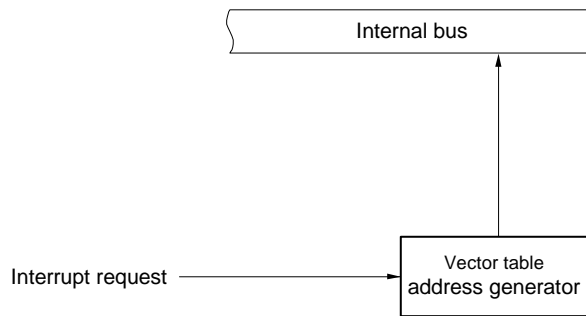 Internal bus
Vector table
address generator
Interrupt request